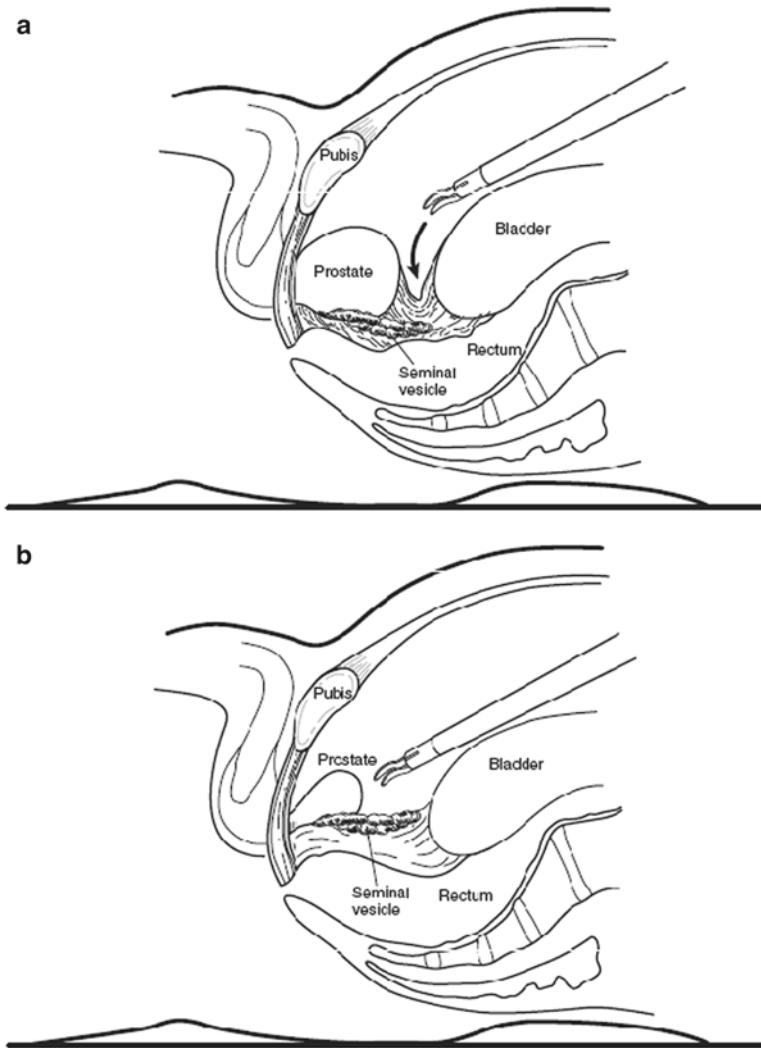 a
Pubis
Prostate
Bladder
Rectum
Seminal
vesicle
b
Pubis
Prostate
Bladder
Seminal
vesicle
Rectum